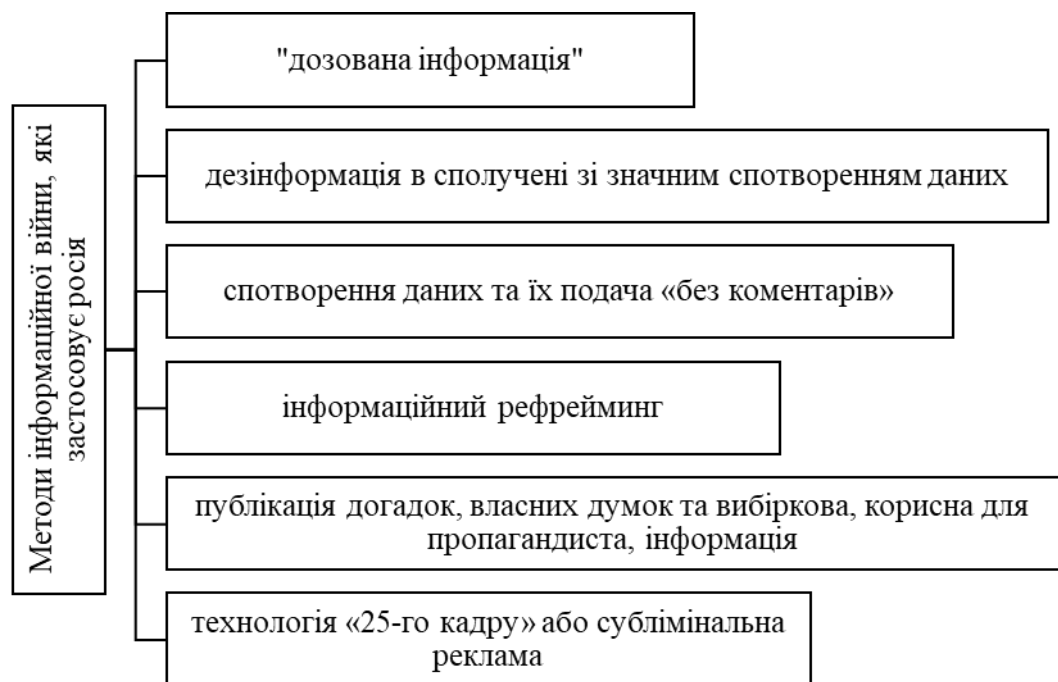 Методи інформаційної війни, які
застосовує росія
"дозована інформація"
дезінформація в сполучені зі значним спотворенням даних
спотворення даних та їх подача «без коментарів»
інформаційний рефреймінг
публікація догадок, власних думок та вибіркова, корисна для
пропагандиста, інформація
технологія «25-го кадру» або сублімінальна
реклама